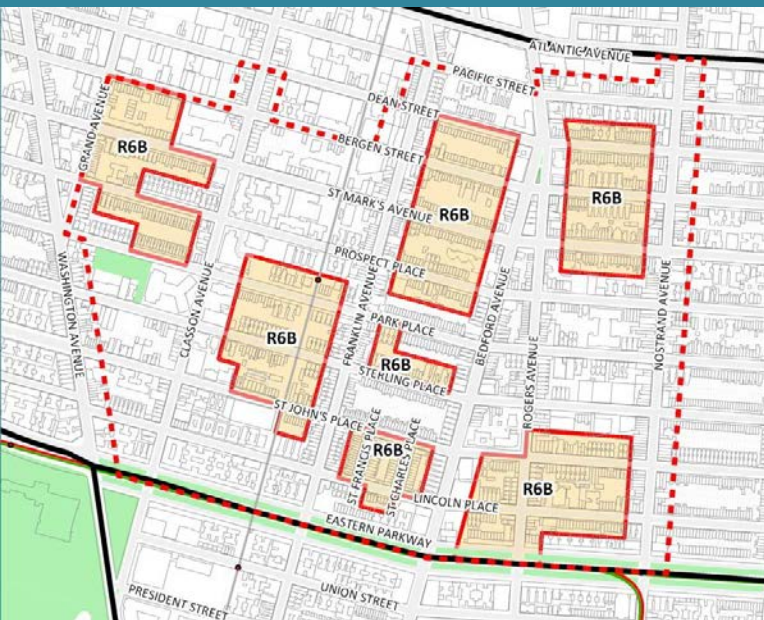 ATLANTIC AVENUE
PACIFIC STREET
DEAN STREET
GRAND AVENUE
R6B
BERGEN STREET
ST MARK'S AVENUE
R6B
R6B
PROSPECT PLACE
WASHINGTON AVENUE
CLASSON AVENUE
FRANKLIN AVENUE
BEDFORD AVENUE
NOSTRAND AVENUE
PARK PLACE
R6B
R6B
STERLING PLACE
ROGERS AVENUE
ST JOHN'S PLACE
ST FRANCIS PLACE
R6B
ST CHARLES PLACE
R6B
LINCOLN PLACE
EASTERN PARKWAY
UNION STREET
PRESIDENT STREET